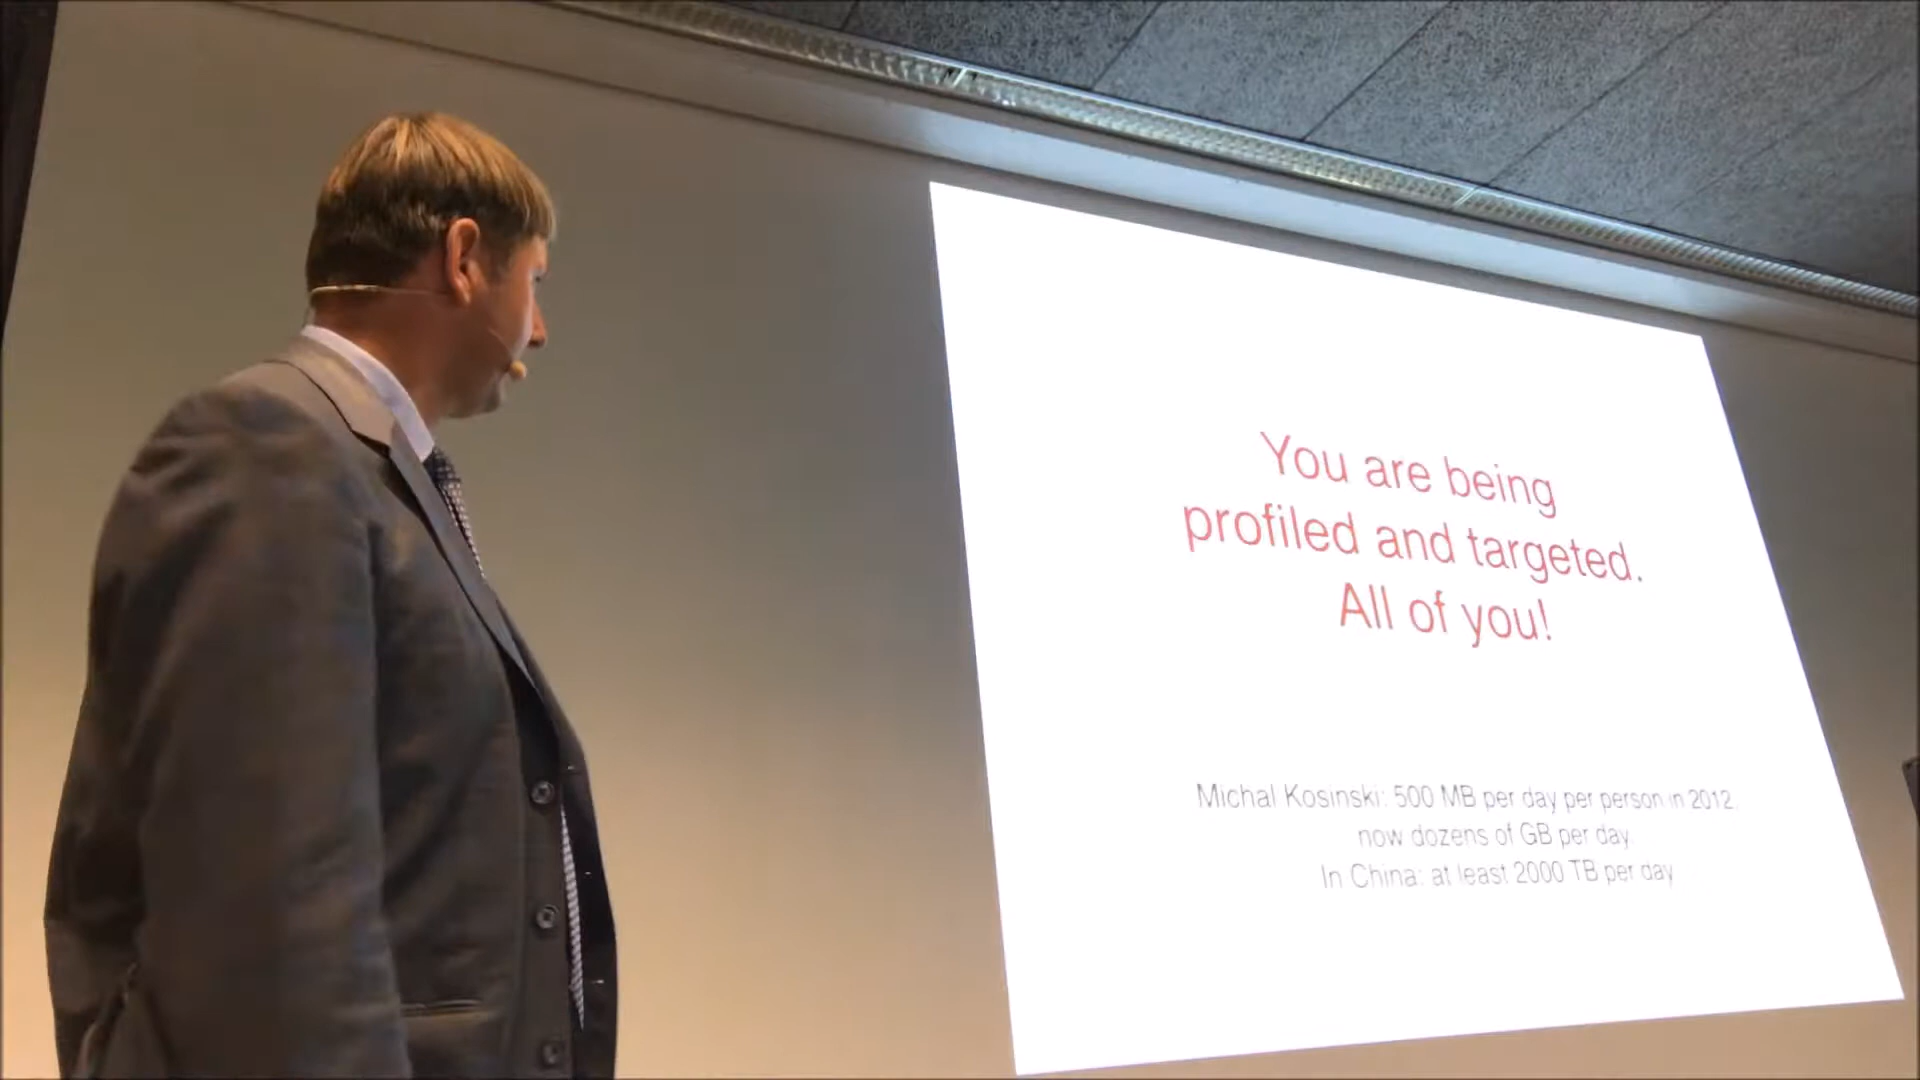 You are being
profiled and targeted.
All of you!
Michal Kosinski: 500 MB per day per person in 2012,
now dozens of GB per day.
In China: at least 2000 TB per day